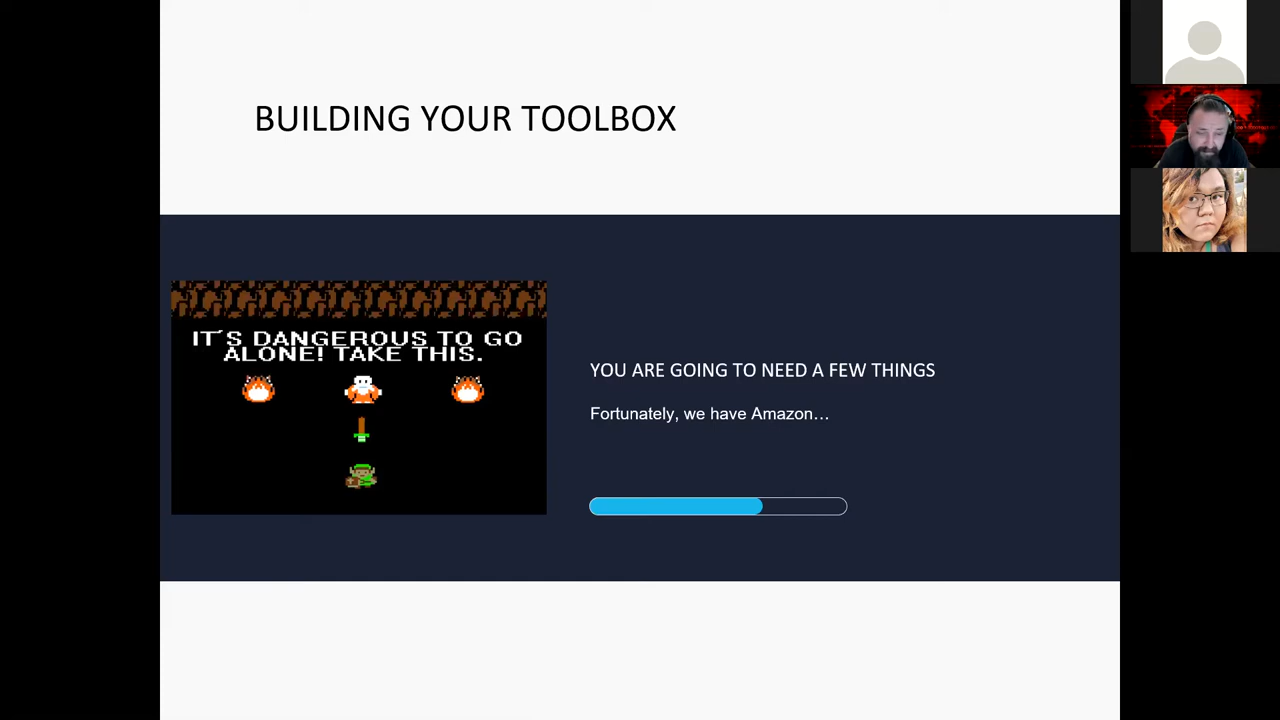 BUILDING YOUR TOOLBOX
IT'S DANGEROUS TO GO
ALONE! TAKE THIS.
YOU ARE GOING TO NEED A FEW THINGS
Fortunately, we have Amazon…